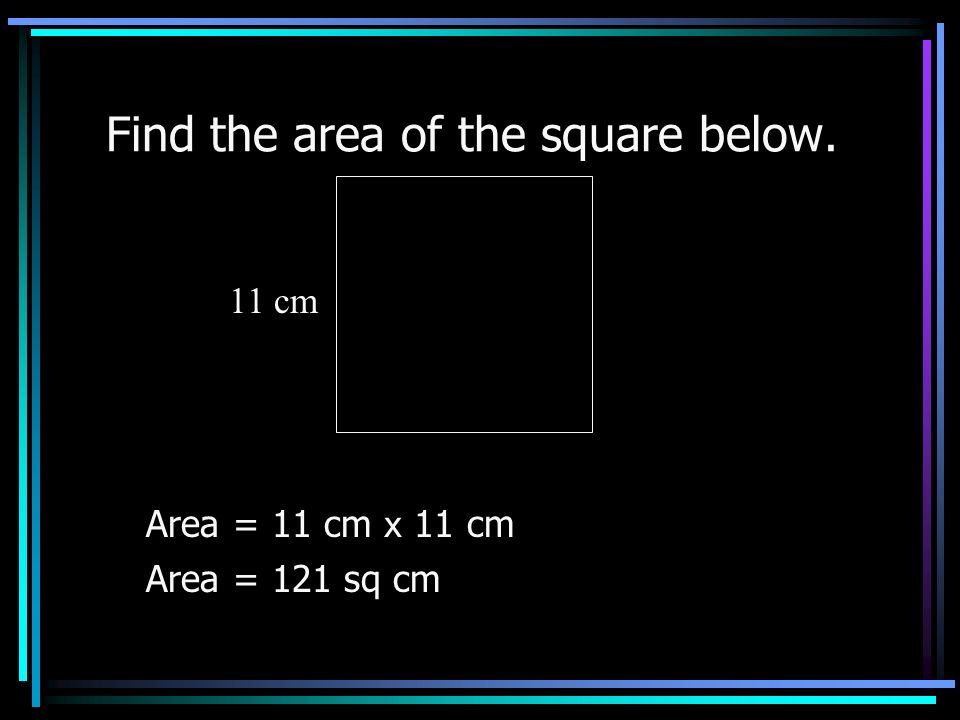 Find the area of the square below.
11 cm
Area = 11 cm x 11 cm
Area = 121 sq cm